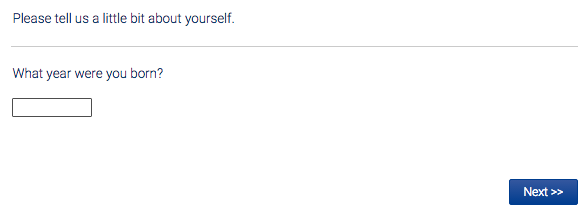 Please tell us a little bit about yourself.
What year were you born?
Next >>